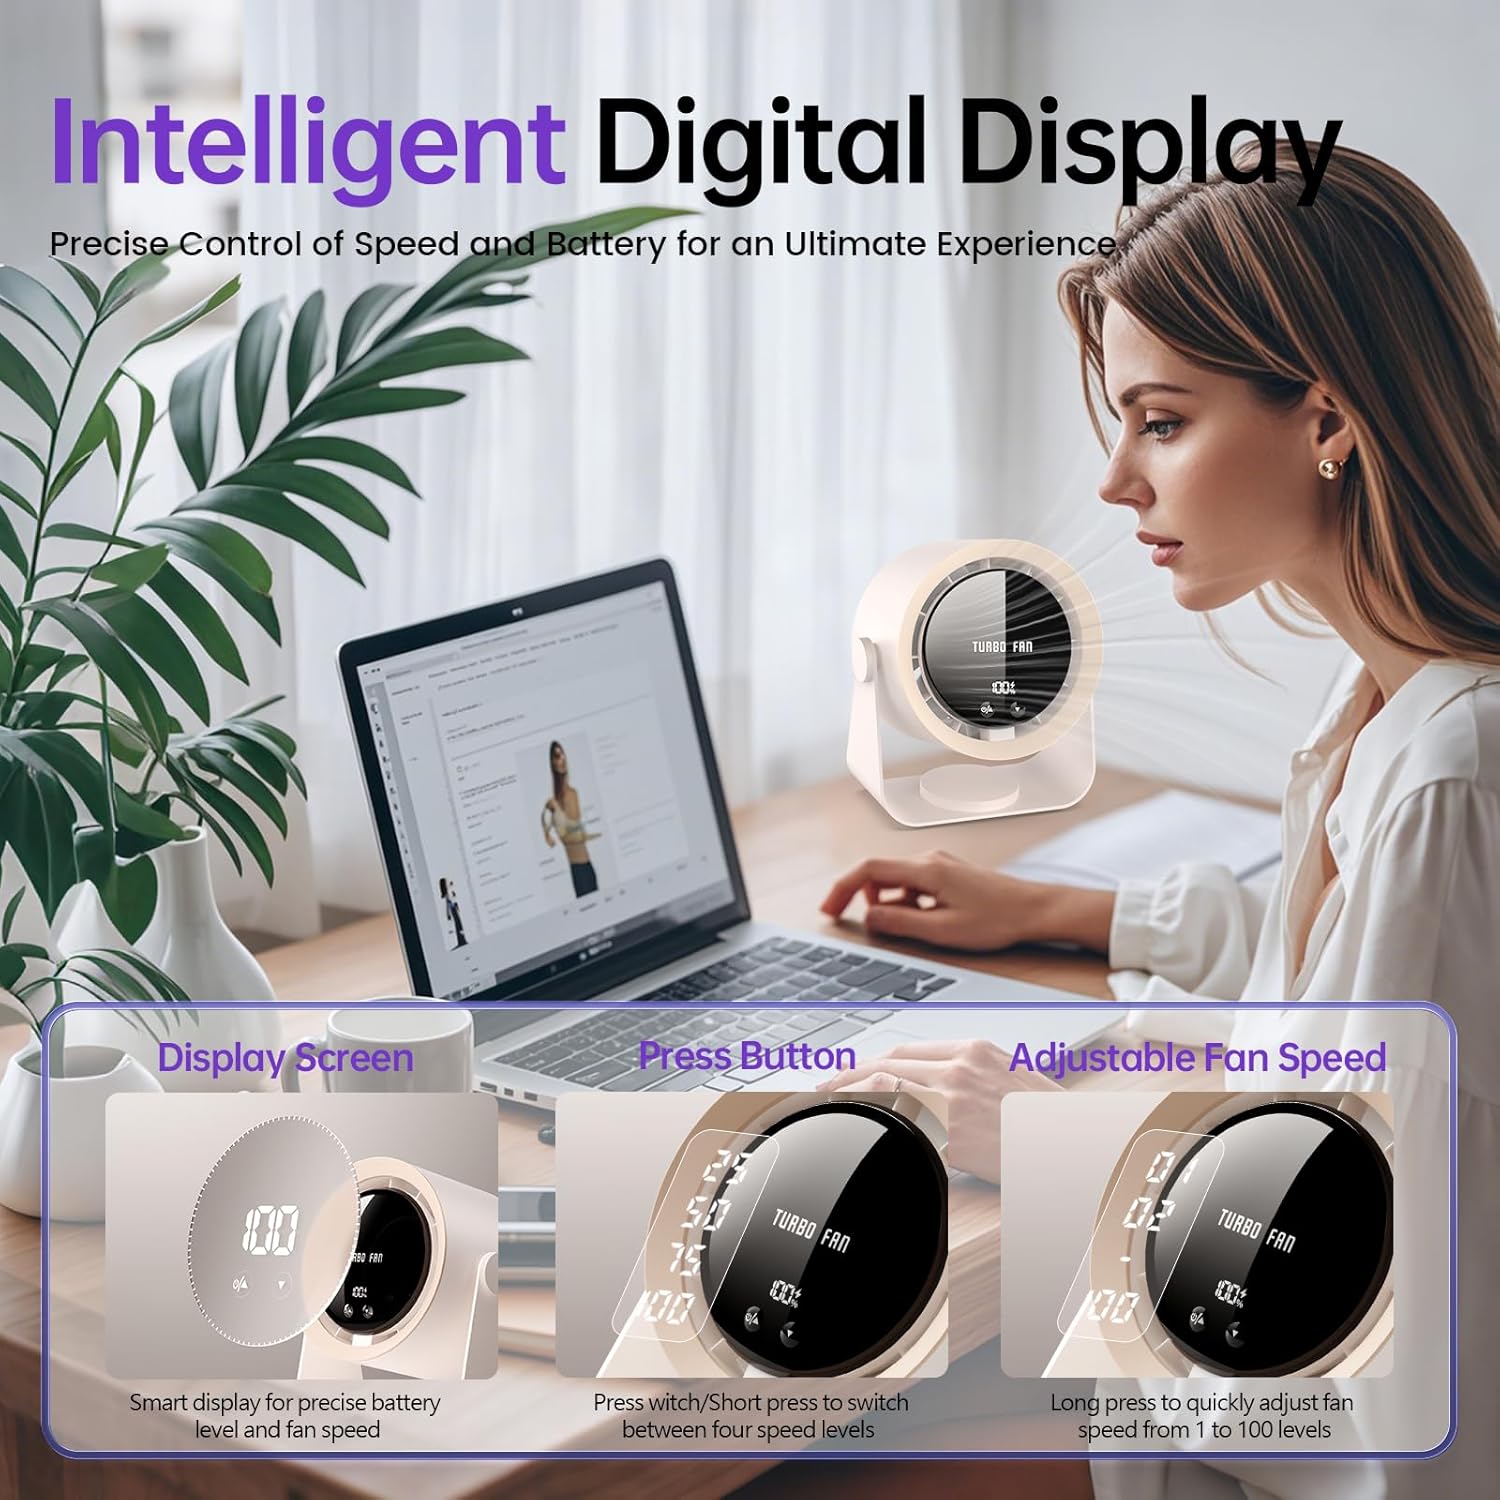 Intelligent Digital Display
Precise Control of Speed and Battery for an Ultimate Experience
TURBO FAN
100%
Display Screen
Press Button
Adjustable Fan Speed
100
RBO FAN
100%
25
50
75
100
TURBO FAN
100%
01
02
-
100
TURBO FAN
100%
Smart display for precise battery
level and fan speed
Press witch/Short press to switch
between four speed levels
Long press to quickly adjust fan
speed from 1 to 100 levels